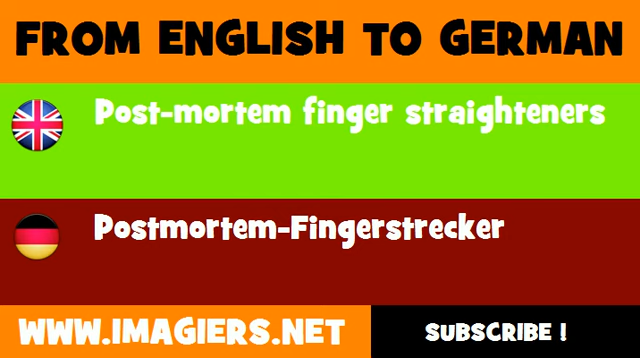 FROM ENGLISH TO GERMAN
Post-mortem finger straighteners
Postmortem-Fingerstrecker
WWW.IMAGIERS.NET
SUBSCRIBE !